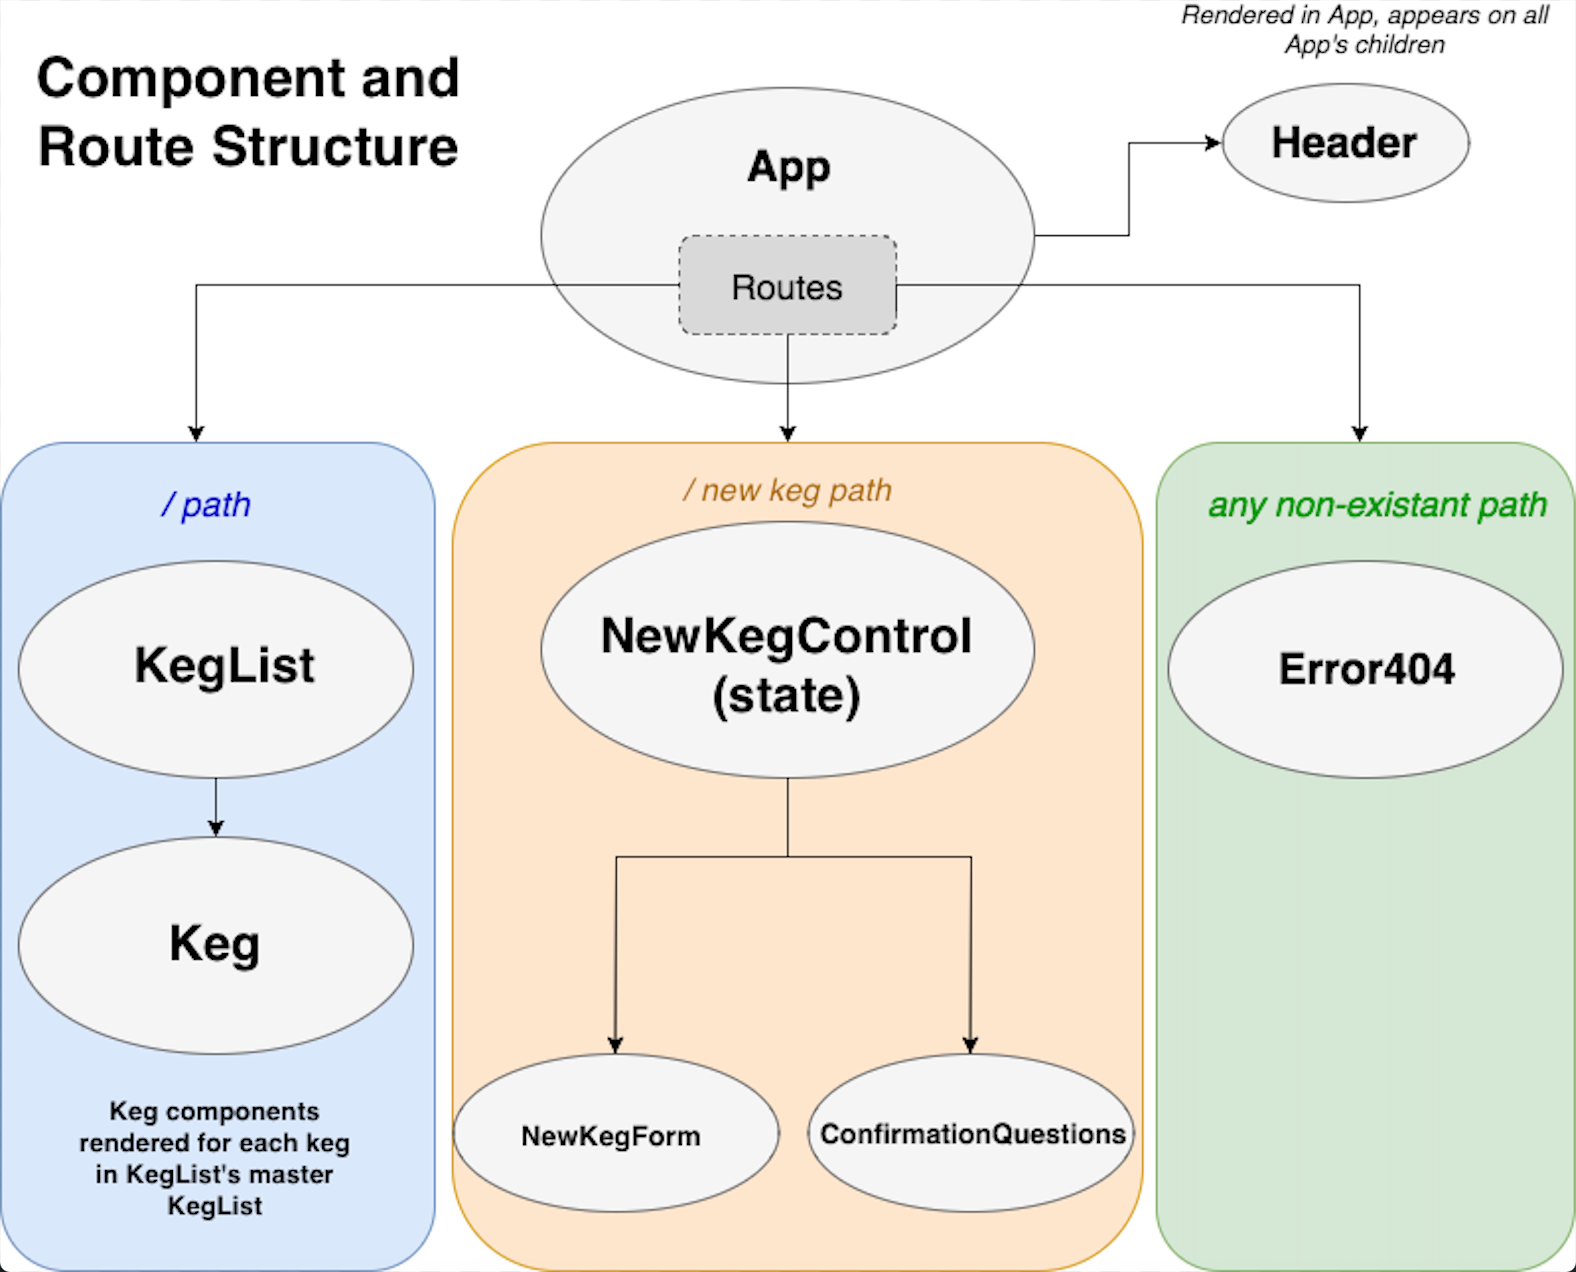 Rendered in App, appears on all
App's children
Component and
Route Structure
App
Header
Routes
/ path
/ new keg path
any non-existant path
KegList
NewKegControl
(state)
Error404
Keg
Keg components
rendered for each keg
in KegList's master
KegList
NewKegForm
ConfirmationQuestions